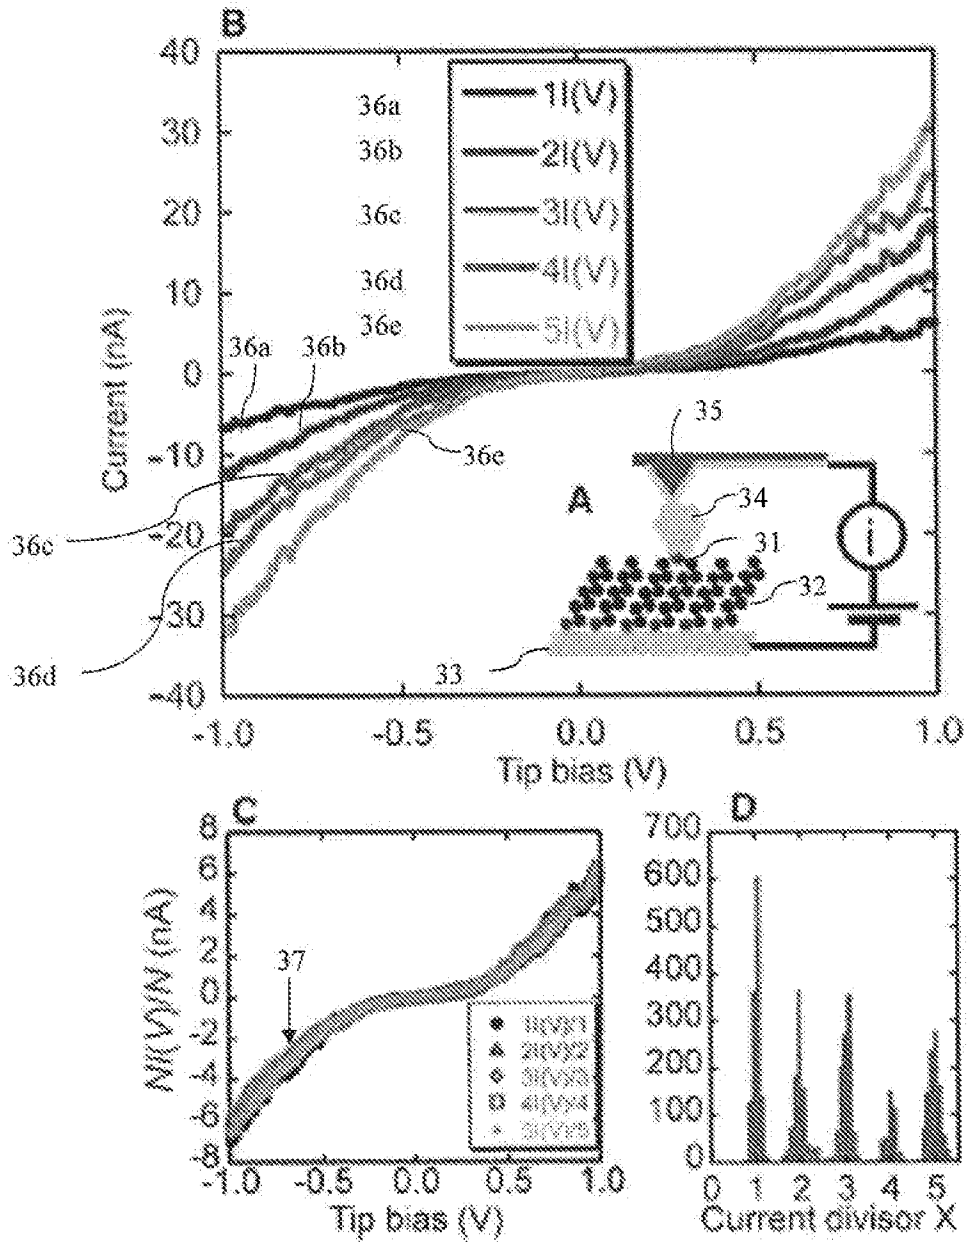 B
40
30
20
10
0
-10
-20
-30
-40
Current (nA)
36a 1I(V)
36b 2I(V)
36c 3I(V)
36d 4I(V)
36e 5I(V)
36a
36b
36e
36c
36d
A
35
34
31
32
33
i
-1.0 -0.5 0.0 0.5 1.0
Tip bias (V)
C
8
6
4
2
0
-2
-4
-6
-8
NI(V)/N (nA)
37
1I(V)/1
2I(V)/2
3I(V)/3
4I(V)/4
5I(V)/5
-1.0 -0.5 0.0 0.5 1.0
Tip bias (V)
D
700
600
500
400
300
200
100
0
0 1 2 3 4 5
Current divisor X